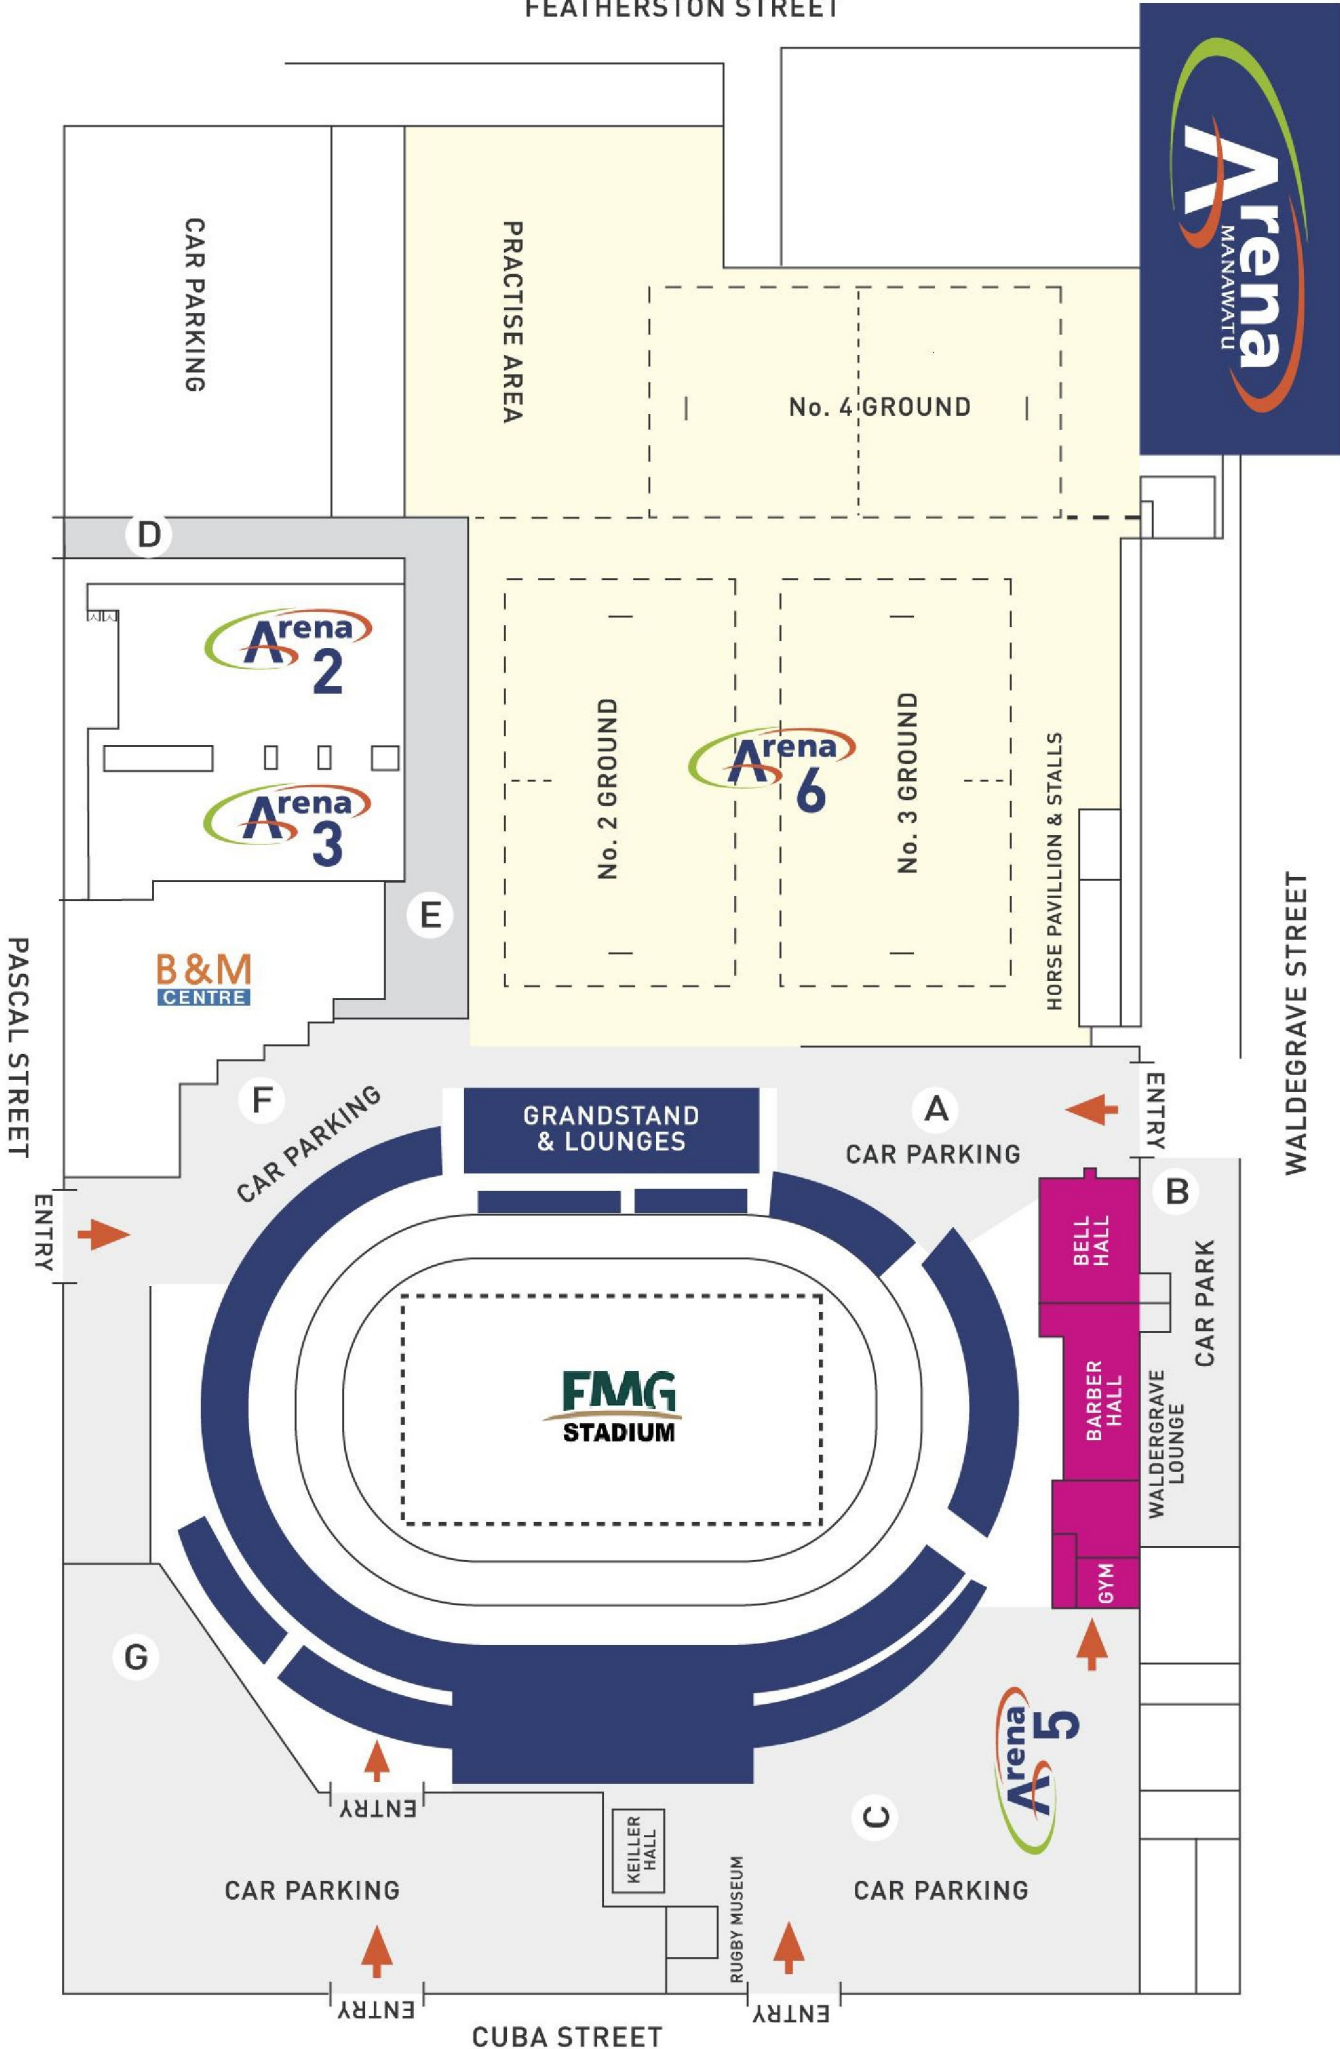 FEATHERSTON STREET
Arena
MANAWATU
CAR PARKING
PRACTISE AREA
No. 4 GROUND
D
Arena
2
Arena
3
No. 2 GROUND
Arena
6
No. 3 GROUND
HORSE PAVILLION & STALLS
E
B&M
CENTRE
PASCAL STREET
WALDEGRAVE STREET
F
CAR PARKING
GRANDSTAND
& LOUNGES
A
CAR PARKING
ENTRY
B
ENTRY
BELL
HALL
CAR PARK
BARBER
HALL
WALDERGRAVE
LOUNGE
FMG
STADIUM
GYM
G
Arena
5
ENTRY
C
KEILLER
HALL
CAR PARKING
RUGBY MUSEUM
CAR PARKING
ENTRY
ENTRY
CUBA STREET